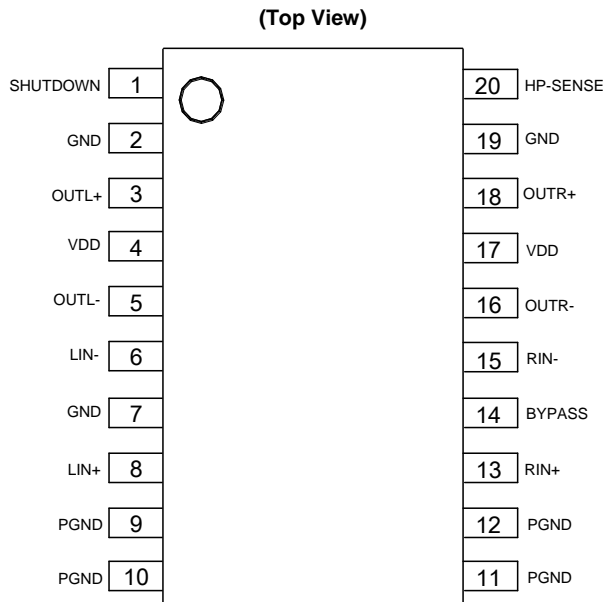 (Top View)
SHUTDOWN 1 20 HP-SENSE
GND 2 19 GND
OUTL+ 3 18 OUTR+
VDD 4 17 VDD
OUTL- 5 16 OUTR-
LIN- 6 15 RIN-
GND 7 14 BYPASS
LIN+ 8 13 RIN+
PGND 9 12 PGND
PGND 10 11 PGND